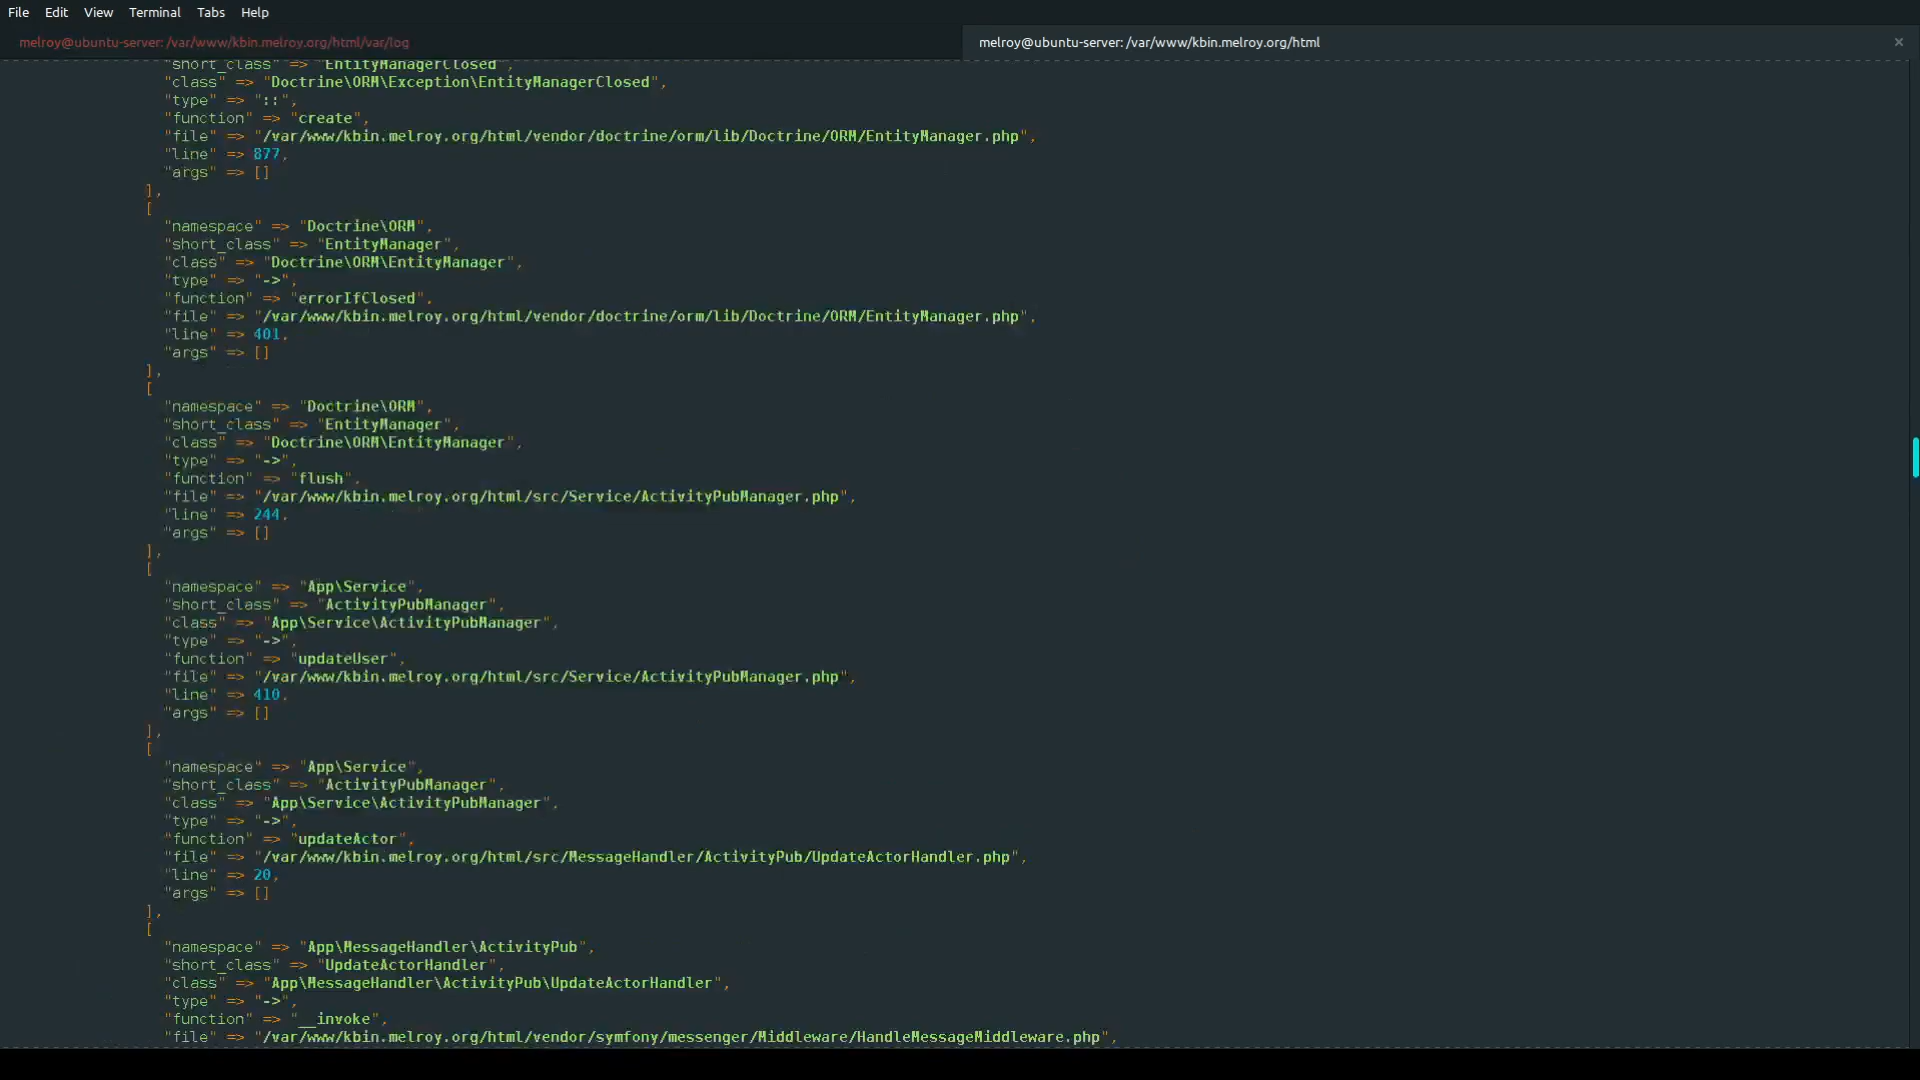 File Edit View Terminal Tabs Help
melroy@ubuntu-server: /var/www/kbin.melroy.org/html/var/log
melroy@ubuntu-server: /var/www/kbin.melroy.org/html ×
"short_class" => "EntityManagerClosed",
"class" => "Doctrine\ORM\Exception\EntityManagerClosed",
"type" => "::",
"function" => "create",
"file" => "/var/www/kbin.melroy.org/html/vendor/doctrine/orm/lib/Doctrine/ORM/EntityManager.php",
"line" => 877,
"args" => []
],
[
"namespace" => "Doctrine\ORM",
"short_class" => "EntityManager",
"class" => "Doctrine\ORM\EntityManager",
"type" => "->",
"function" => "errorIfClosed",
"file" => "/var/www/kbin.melroy.org/html/vendor/doctrine/orm/lib/Doctrine/ORM/EntityManager.php",
"line" => 401,
"args" => []
],
[
"namespace" => "Doctrine\ORM",
"short_class" => "EntityManager",
"class" => "Doctrine\ORM\EntityManager",
"type" => "->",
"function" => "flush",
"file" => "/var/www/kbin.melroy.org/html/src/Service/ActivityPubManager.php",
"line" => 244,
"args" => []
],
[
"namespace" => "App\Service",
"short_class" => "ActivityPubManager",
"class" => "App\Service\ActivityPubManager",
"type" => "->",
"function" => "updateUser",
"file" => "/var/www/kbin.melroy.org/html/src/Service/ActivityPubManager.php",
"line" => 410,
"args" => []
],
[
"namespace" => "App\Service",
"short_class" => "ActivityPubManager",
"class" => "App\Service\ActivityPubManager",
"type" => "->",
"function" => "updateActor",
"file" => "/var/www/kbin.melroy.org/html/src/MessageHandler/ActivityPub/UpdateActorHandler.php",
"line" => 20,
"args" => []
],
[
"namespace" => "App\MessageHandler\ActivityPub",
"short_class" => "UpdateActorHandler",
"class" => "App\MessageHandler\ActivityPub\UpdateActorHandler",
"type" => "->",
"function" => "__invoke",
"file" => "/var/www/kbin.melroy.org/html/vendor/symfony/messenger/Middleware/HandleMessageMiddleware.php",